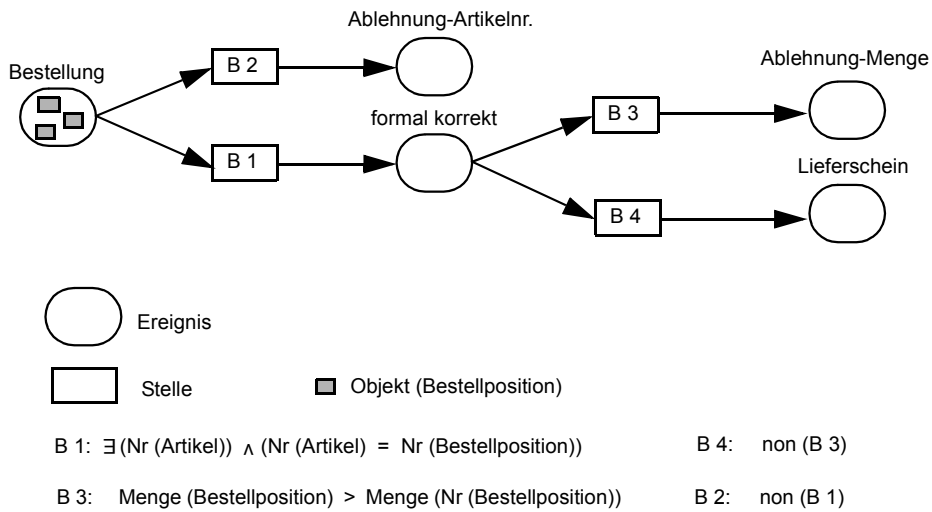 Ablehnung-Artikelnr.
Bestellung
B 2
Ablehnung-Menge
formal korrekt
B 3
B 1
Lieferschein
B 4
Ereignis
Stelle
Objekt (Bestellposition)
B 1: ∃ (Nr (Artikel)) ∧ (Nr (Artikel) = Nr (Bestellposition))
B 4: non (B 3)
B 3: Menge (Bestellposition) > Menge (Nr (Bestellposition))
B 2: non (B 1)